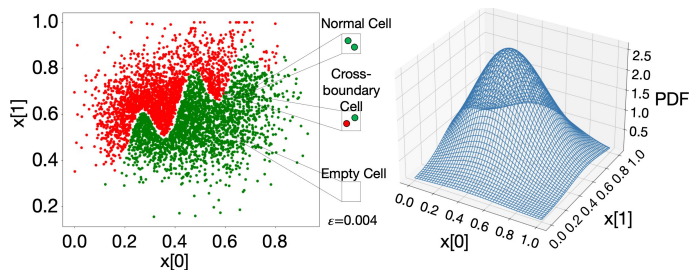 1.0
0.8
0.6
0.4
0.2
x[1]
0.0 0.2 0.4 0.6 0.8 1.0
x[0]
Normal Cell
Cross-
boundary
Cell
Empty Cell
ε=0.004
2.5
2.0
1.5
1.0
0.5
PDF
0.0 0.2 0.4 0.6 0.8 1.0
x[0]
0.0 0.2 0.4 0.6 0.8 1.0
x[1]